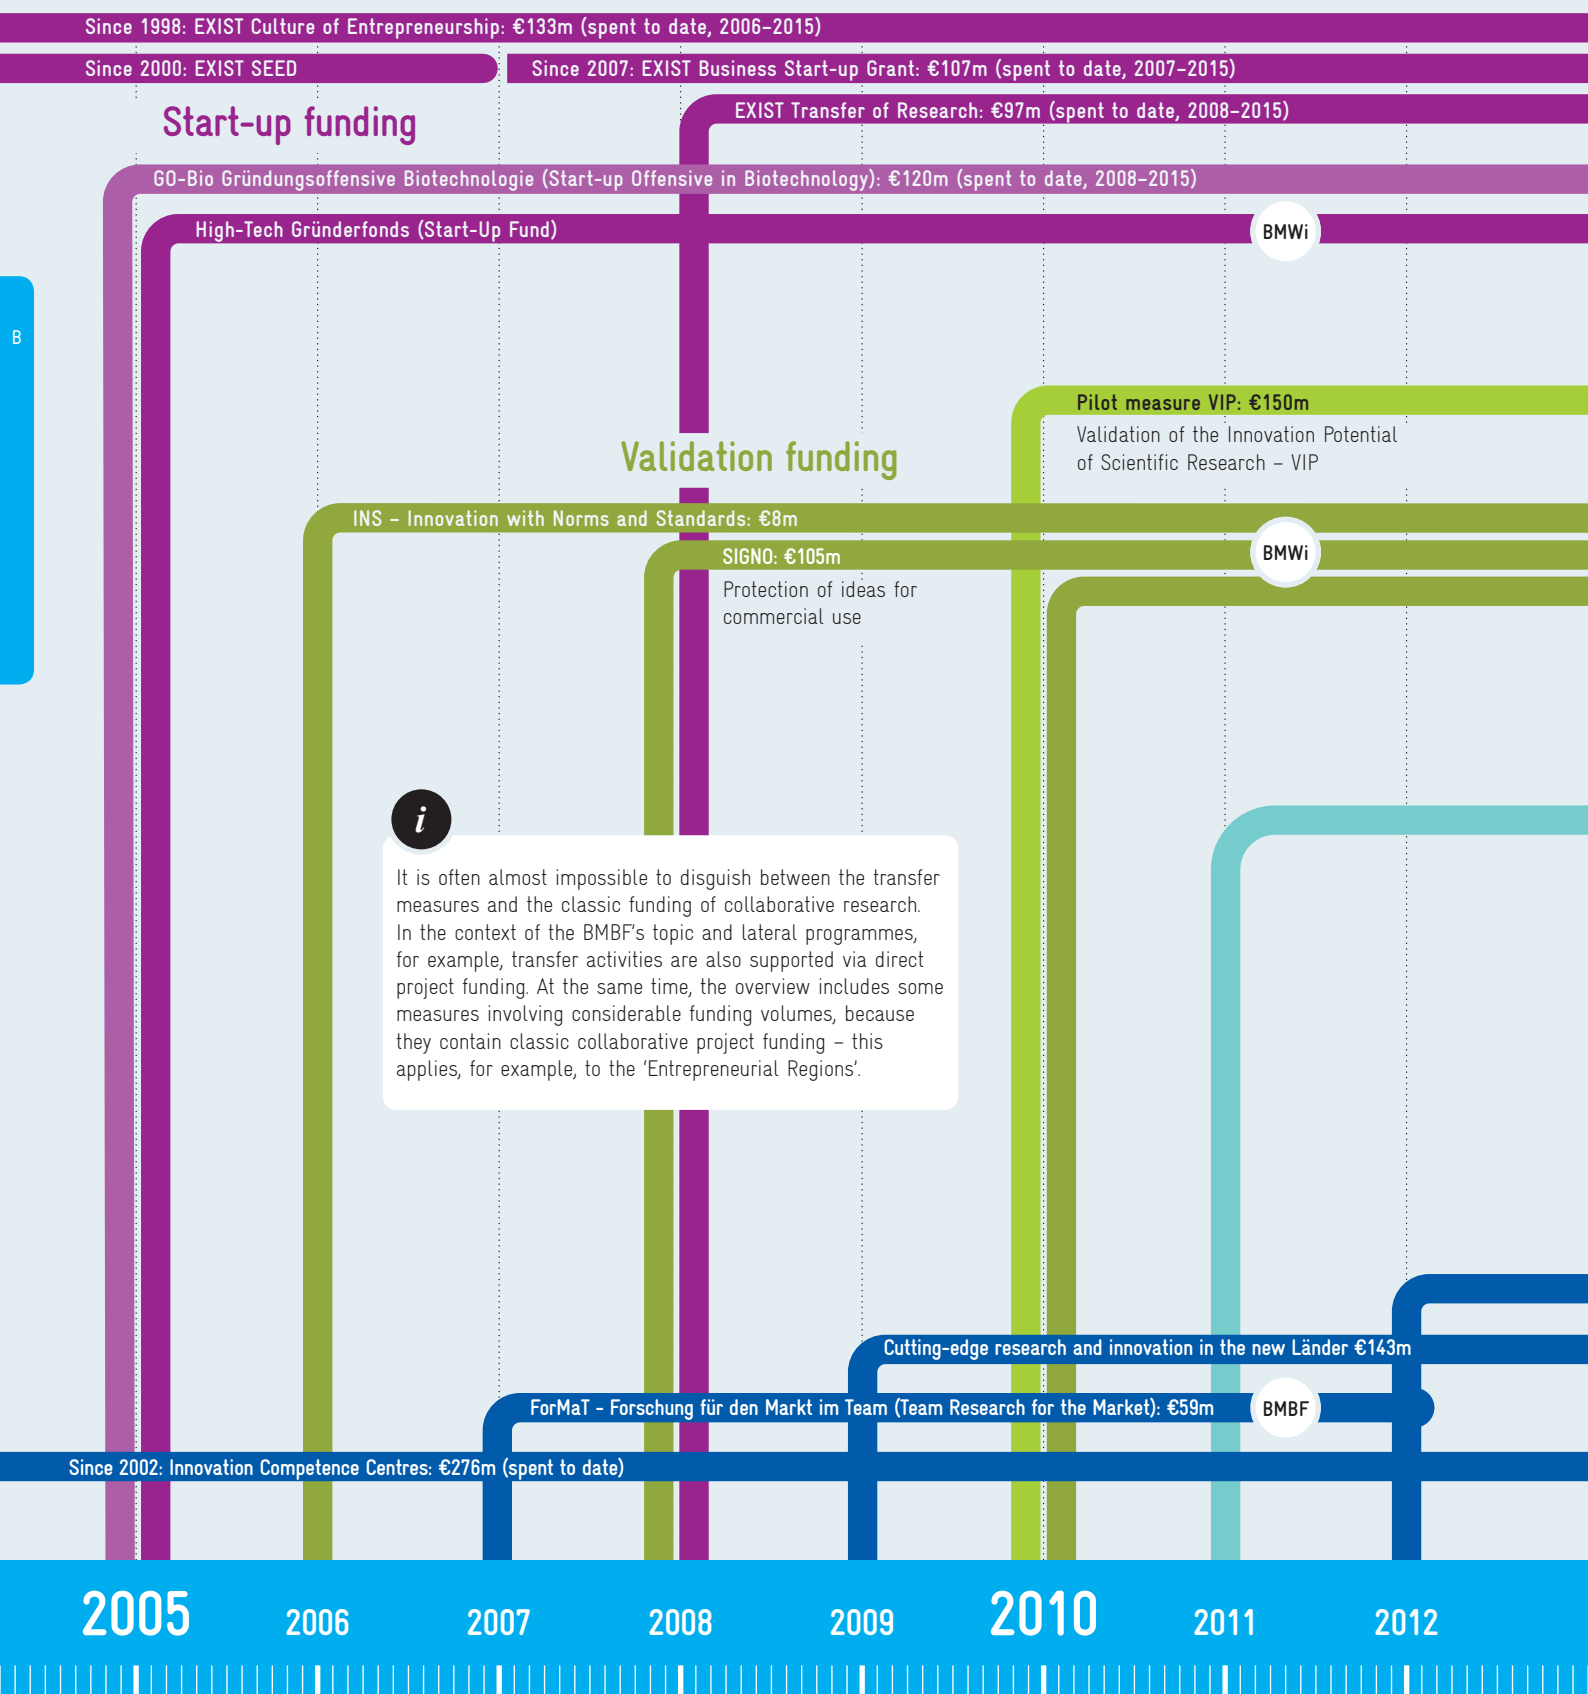 Since 1998: EXIST Culture of Entrepreneurship: €133m (spent to date, 2006–2015)
Since 2000: EXIST SEED
Since 2007: EXIST Business Start-up Grant: €107m (spent to date, 2007–2015)
Start-up funding
EXIST Transfer of Research: €97m (spent to date, 2008–2015)
GO-Bio Gründungsoffensive Biotechnologie (Start-up Offensive in Biotechnology): €120m (spent to date, 2008–2015)
High-Tech Gründerfonds (Start-Up Fund)
BMWi
B
Pilot measure VIP: €150m
Validation of the Innovation Potential
of Scientific Research – VIP
Validation funding
INS – Innovation with Norms and Standards: €8m
SIGNO: €105m
BMWi
Protection of ideas for
commercial use
i
It is often almost impossible to disguish between the transfer
measures and the classic funding of collaborative research.
In the context of the BMBF's topic and lateral programmes,
for example, transfer activities are also supported via direct
project funding. At the same time, the overview includes some
measures involving considerable funding volumes, because
they contain classic collaborative project funding – this
applies, for example, to the 'Entrepreneurial Regions'.
Cutting-edge research and innovation in the new Länder €143m
ForMaT - Forschung für den Markt im Team (Team Research for the Market): €59m
BMBF
Since 2002: Innovation Competence Centres: €276m (spent to date)
2005 2006 2007 2008 2009 2010 2011 2012